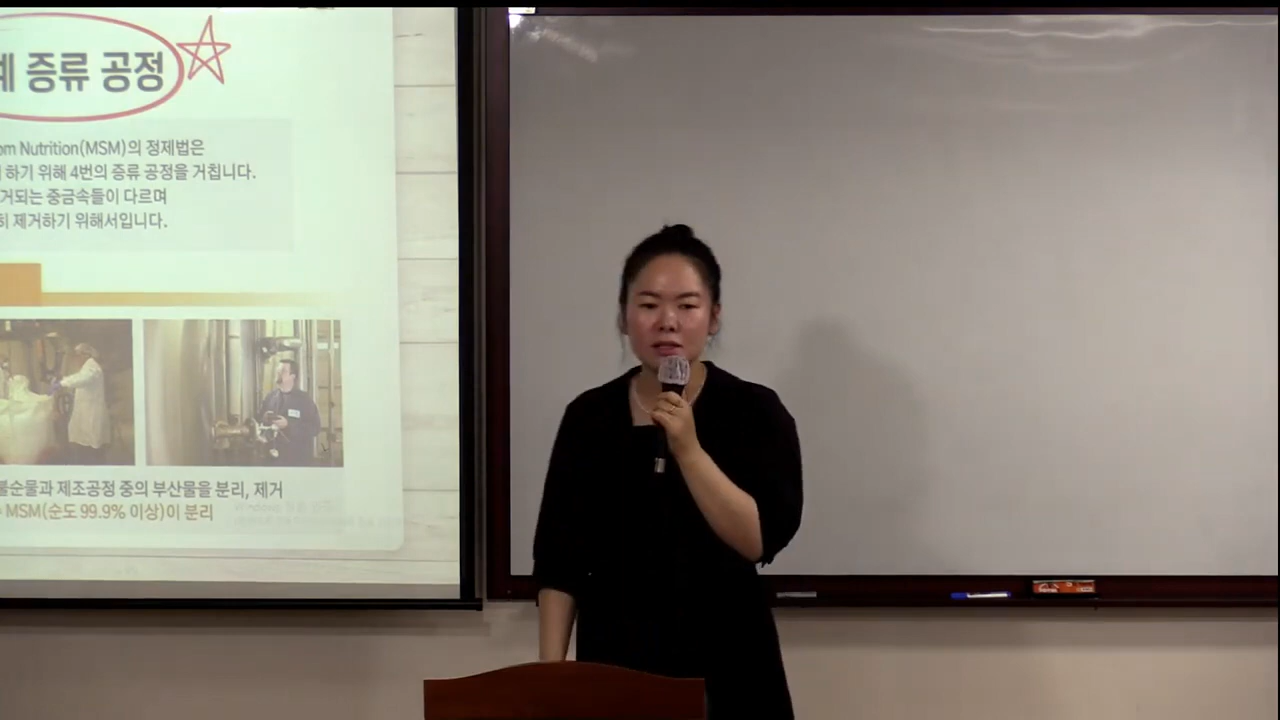 증류 공정
Nutrition(MSM)의 정제법은
하기 위해 4번의 증류 공정을 거칩니다.
거되는 중금속들이 다르며
제거하기 위해서입니다.
불순물과 제조공정 중의 부산물을 분리, 제거
MSM(순도 99.9% 이상)이 분리